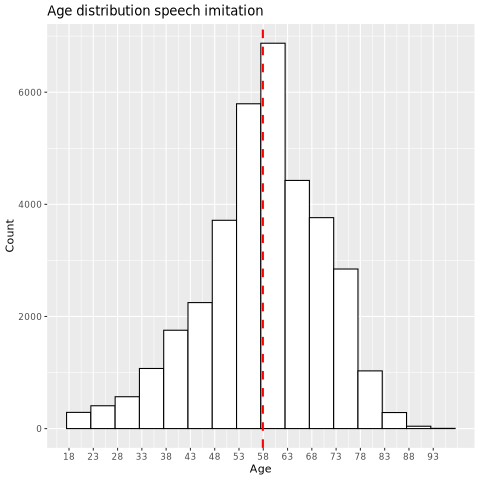 Age distribution speech imitation
Count
6000
4000
2000
0
18 23 28 33 38 43 48 53 58 63 68 73 78 83 88 93
Age